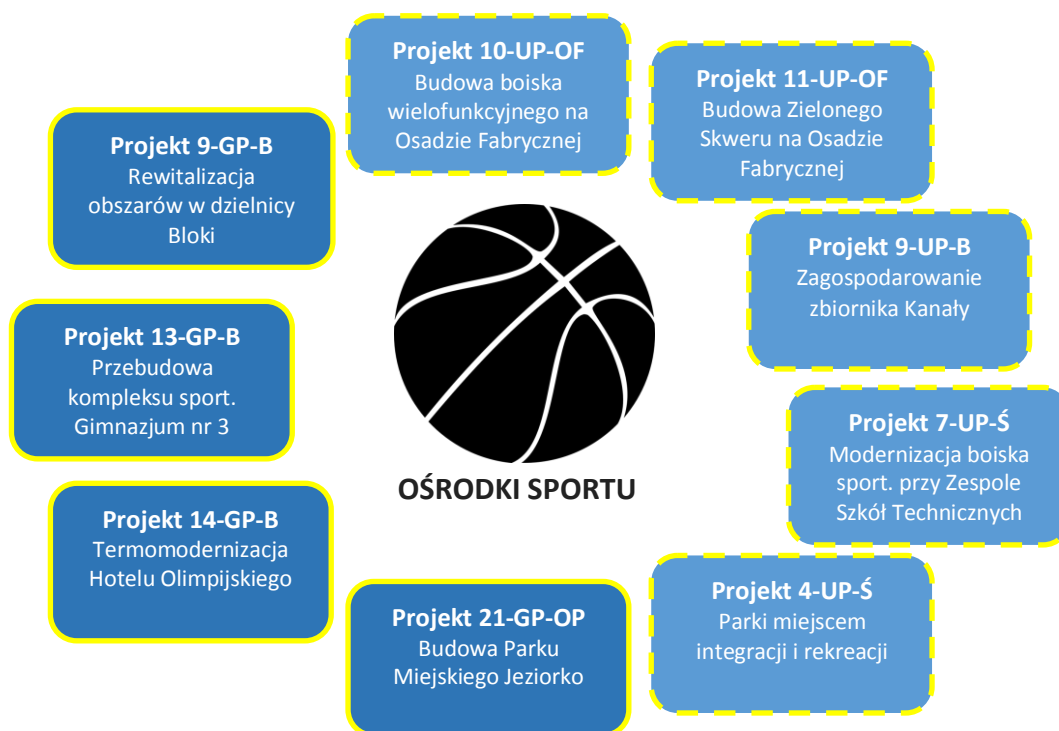 Projekt 10-UP-OF
Budowa boiska
wielofunkcyjnego na
Osadzie Fabrycznej
Projekt 11-UP-OF
Budowa Zielonego
Skweru na Osadzie
Fabrycznej
Projekt 9-GP-B
Rewitalizacja
obszarów w dzielnicy
Bloki
Projekt 9-UP-B
Zagospodarowanie
zbiornika Kanały
Projekt 13-GP-B
Przebudowa
kompleksu sport.
Gimnazjum nr 3
Projekt 7-UP-Ś
Modernizacja boiska
sport. przy Zespole
Szkół Technicznych
OŚRODKI SPORTU
Projekt 14-GP-B
Termomodernizacja
Hotelu Olimpijskiego
Projekt 4-UP-Ś
Parki miejscem
integracji i rekreacji
Projekt 21-GP-OP
Budowa Parku
Miejskiego Jeziorko